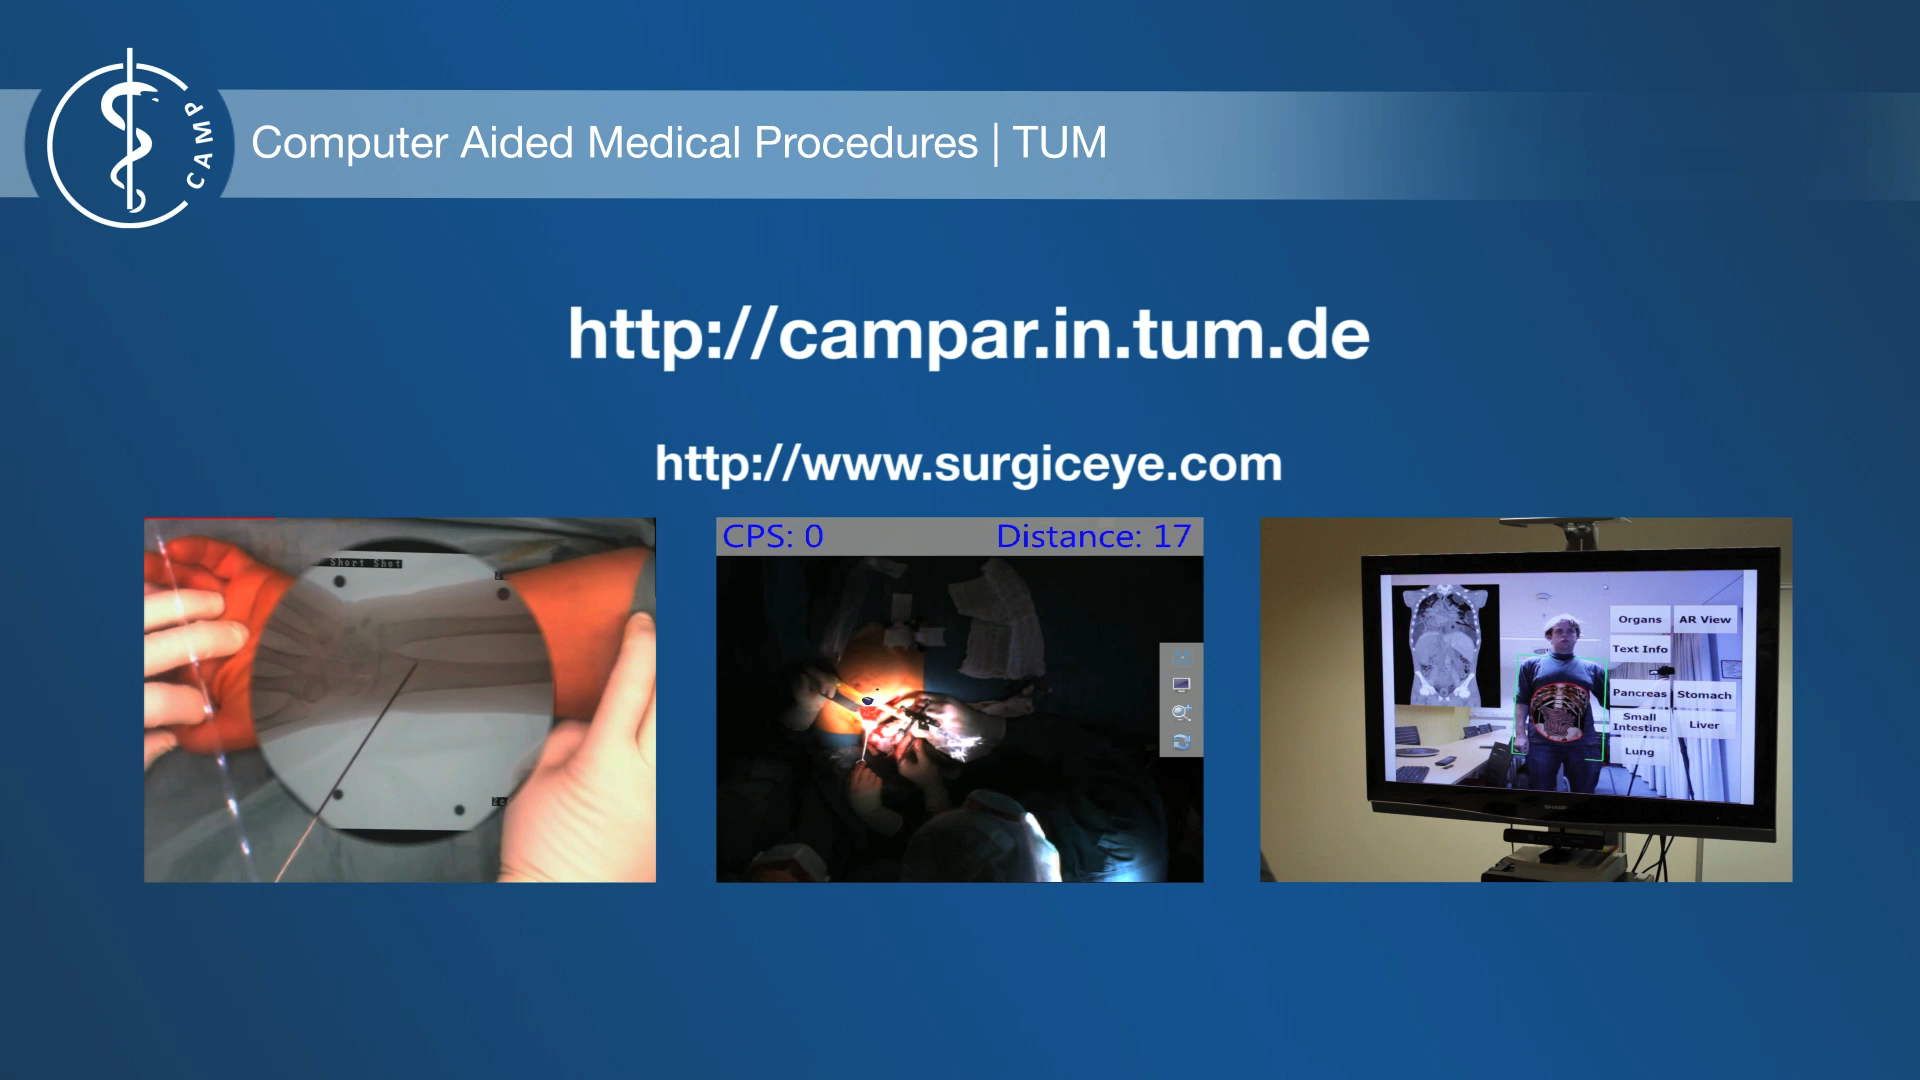 CAMP
Computer Aided Medical Procedures | TUM
http://campar.in.tum.de
http://www.surgiceye.com
Short Shot
CPS: 0
Distance: 17
Organs
AR View
Text Info
Pancreas
Stomach
Small
Intestine
Liver
Lung
SHARP